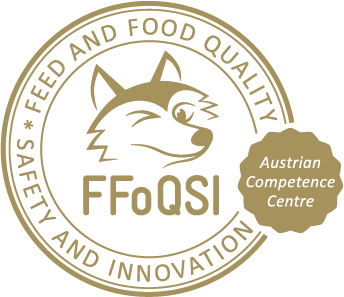 FEED AND FOOD QUALITY
* SAFETY AND INNOVATION
FFoQSI
Austrian
Competence
Centre